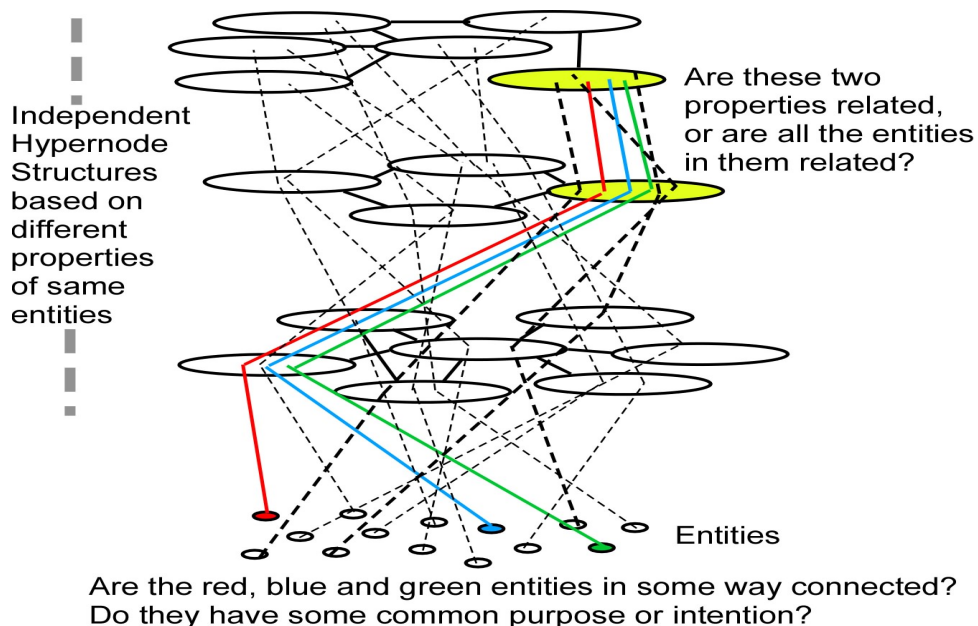 Independent
Hypernode
Structures
based on
different
properties
of same
entities
Are these two
properties related,
or are all the entities
in them related?
Entities
Are the red, blue and green entities in some way connected?
Do they have some common purpose or intention?